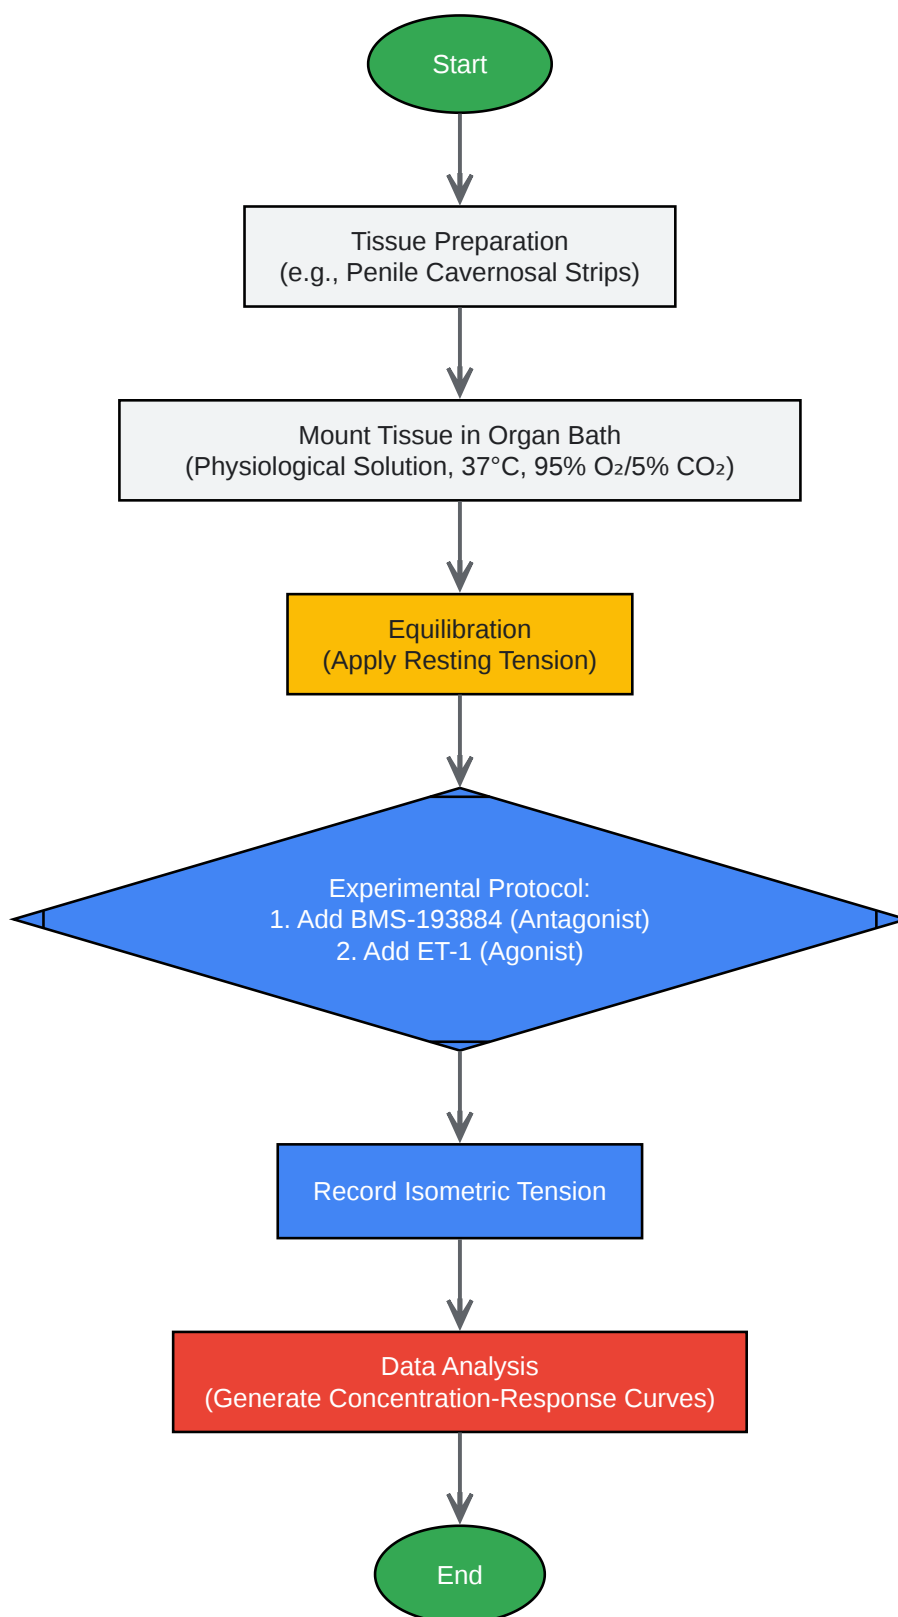 Start
Tissue Preparation
(e.g., Penile Cavernosal Strips)
Mount Tissue in Organ Bath
(Physiological Solution, 37°C, 95% O₂/5% CO₂)
Equilibration
(Apply Resting Tension)
Experimental Protocol:
1. Add BMS-193884 (Antagonist)
2. Add ET-1 (Agonist)
Record Isometric Tension
Data Analysis
(Generate Concentration-Response Curves)
End